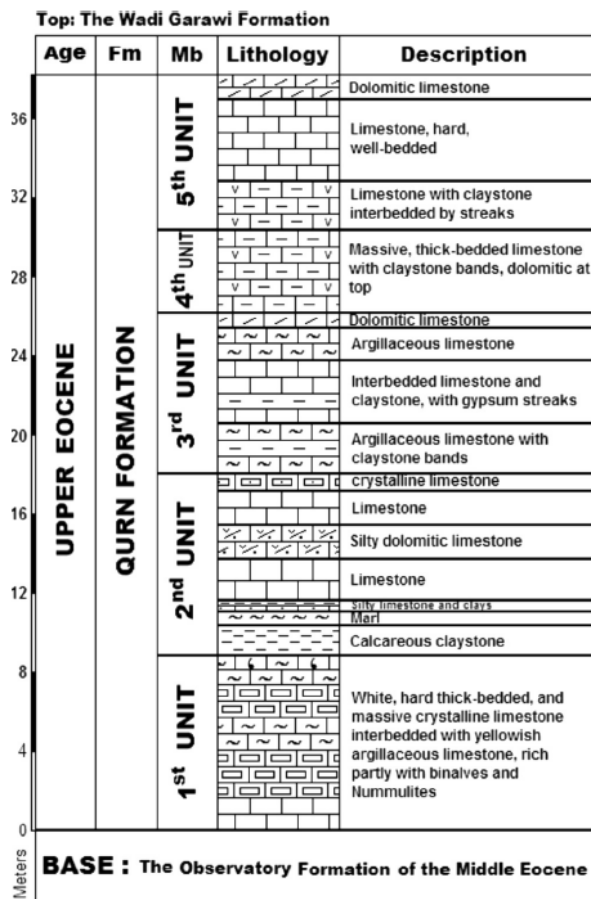 Top: The Wadi Garawi Formation
Age Fm Mb Lithology Description
UPPER EOCENE
QURN FORMATION
5th UNIT
Dolomitic limestone
Limestone, hard,
well-bedded
Limestone with claystone
interbedded by streaks
4th UNIT
Massive, thick-bedded limestone
with claystone bands, dolomitic at
top
3rd UNIT
Dolomitic limestone
Argillaceous limestone
Interbedded limestone and
claystone, with gypsum streaks
Argillaceous limestone with
claystone bands
2nd UNIT
crystalline limestone
Limestone
Silty dolomitic limestone
Limestone
Silty limestone and clays
Marl
Calcareous claystone
1st UNIT
White, hard thick-bedded, and
massive crystalline limestone
interbedded with yellowish
argillaceous limestone, rich
partly with binalves and
Nummulites
36
32
28
24
20
16
12
8
4
0
Meters
BASE : The Observatory Formation of the Middle Eocene